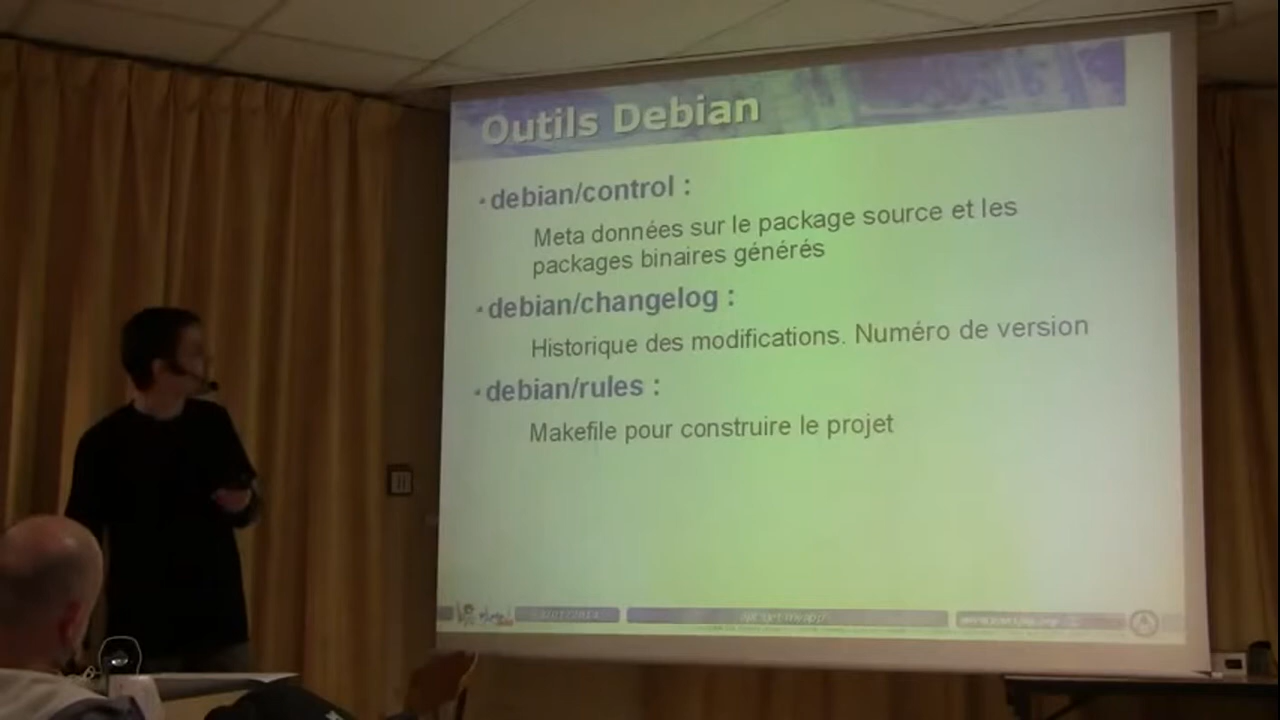 Outils Debian
• debian/control :
Meta données sur le package source et les
packages binaires générés
• debian/changelog :
Historique des modifications. Numéro de version
• debian/rules :
Makefile pour construire le projet